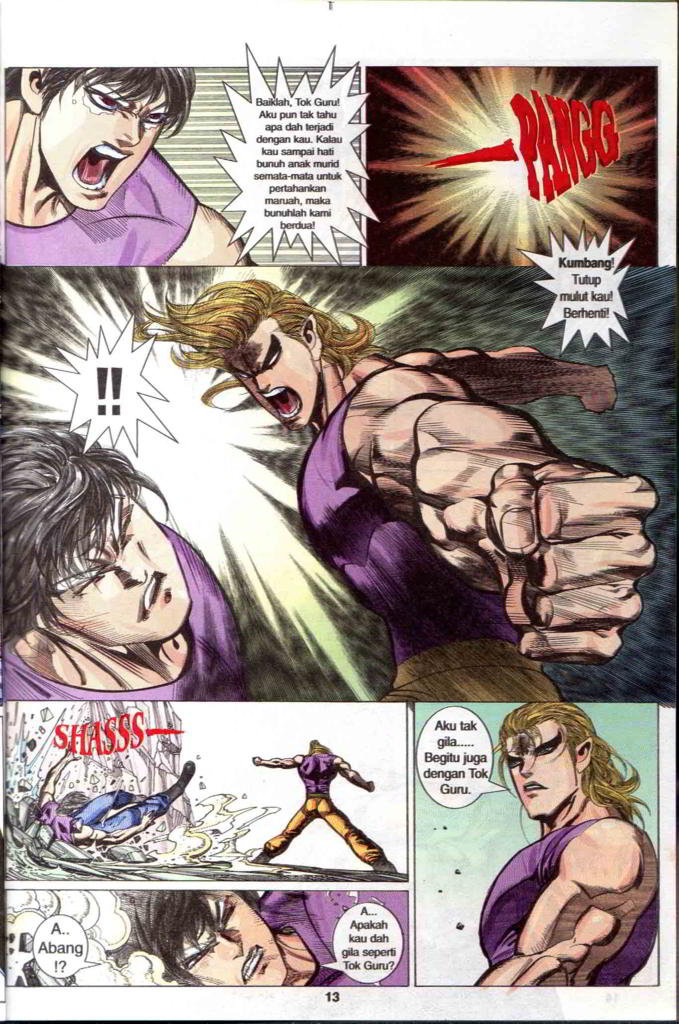 Baiklah, Tok Guru!
Aku pun tak tahu
apa dah terjadi
dengan kau. Kalau
kau sampai hati
bunuh anak murid
semata-mata untuk
pertahankan
maruah, maka
bunuhlah kami
berdua!
PANGG
Kumbang!
Tutup
mulut kau!
Berhenti!
!!
SHASSS
Aku tak
gila.....
Begitu juga
dengan Tok
Guru.
A..
Abang
!?
A...
Apakah
kau dah
gila seperti
Tok Guru?
13